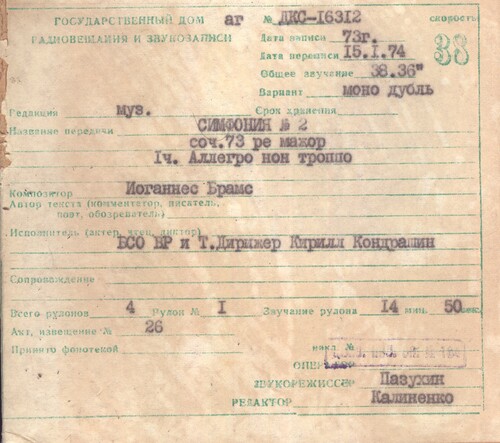 ГОСУДАРСТВЕННЫЙ ДОМ аг № ДКС-16312 скорость
РАДИОВЕЩАНИЯ И ЗВУКОЗАПИСИ Дата записи 73г. 38
Дата переписи 15.I.74
Общее звучание 38.36"
Вариант моно дубль
Редакция муз. Срок хранения
Название передачи СИМФОНИЯ № 2
соч.73 ре мажор
Iч. Аллегро нон троппо
Композитор Иоганнес Брамс
Автор текста (комментатор, писатель,
поэт, обозреватель)
Исполнитель (актер, чтец, диктор)
БСО ВР и Т.Дирижер Кирилл Кондрашин
Сопровождение
Всего рулонов 4 Рулон № I Звучание рулона 14 мин. 50 сек.
Акт, извещение № 26
Принято фонотекой накл. №
ОПЕРАТОР
ЗВУКОРЕЖИССЕР Пазухин
РЕДАКТОР Калиненко